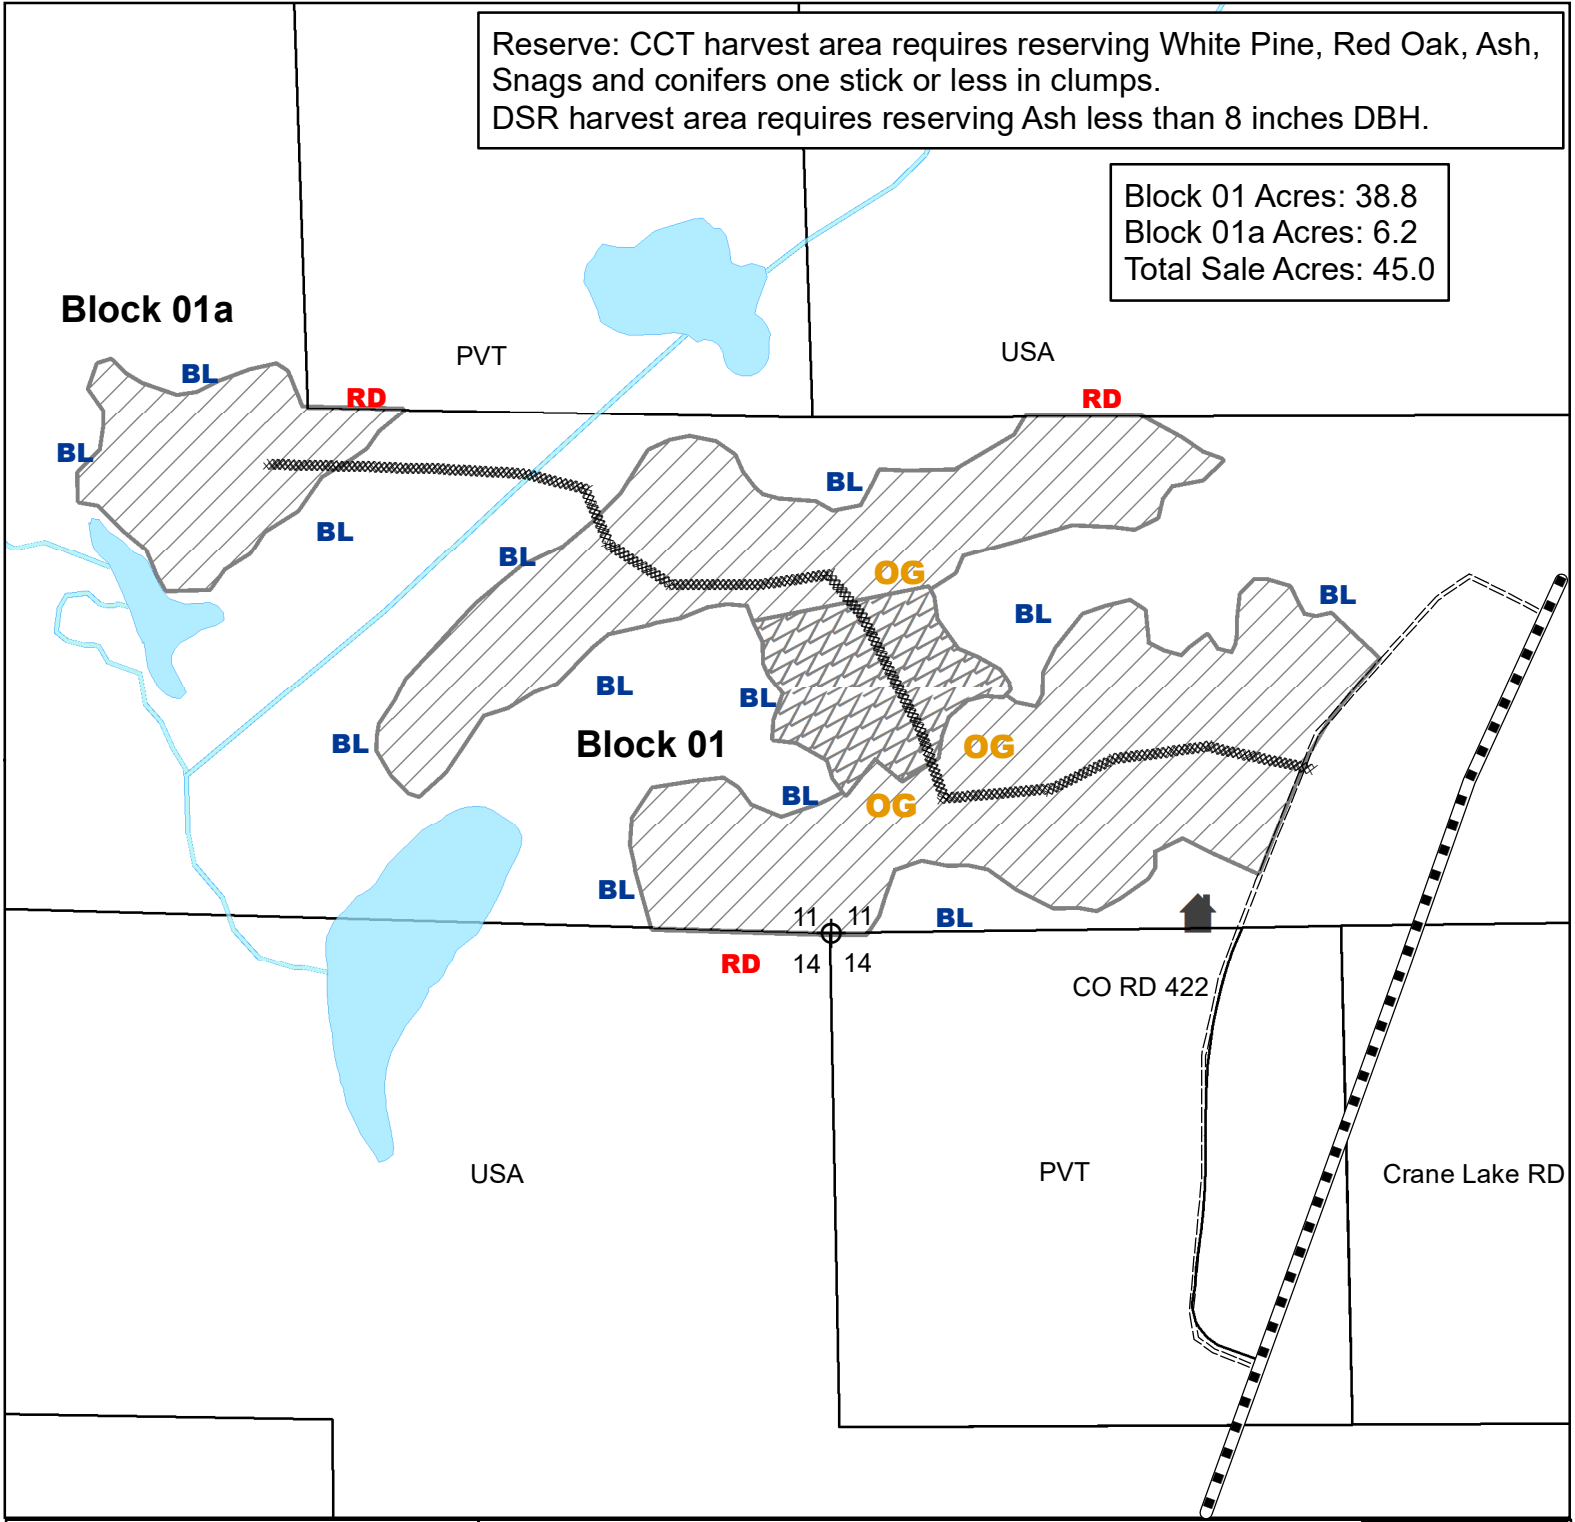 Reserve: CCT harvest area requires reserving White Pine, Red Oak, Ash,
Snags and conifers one stick or less in clumps.
DSR harvest area requires reserving Ash less than 8 inches DBH.
Block 01 Acres: 38.8
Block 01a Acres: 6.2
Total Sale Acres: 45.0
Block 01a
PVT
USA
BL
RD
RD
BL
BL
BL
BL
OG
BL
BL
BL
BL
BL
Block 01
OG
BL
OG
BL
11 11
BL
RD
14 14
CO RD 422
USA
PVT
Crane Lake RD